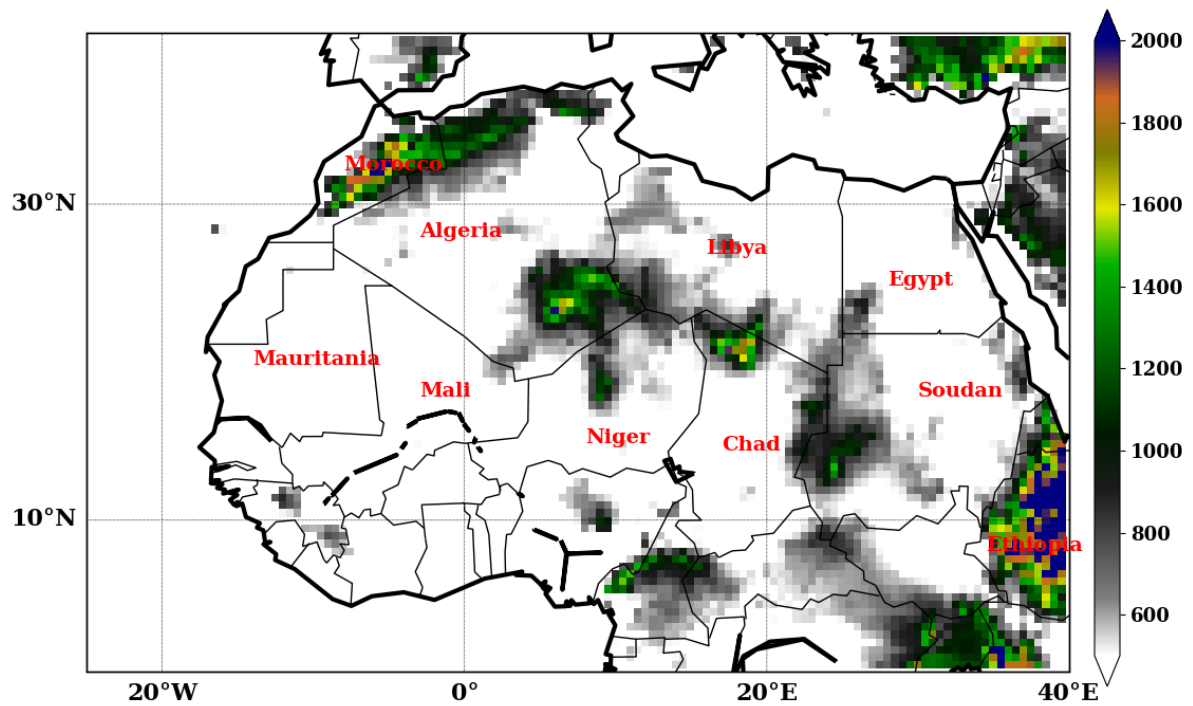 2000
1800
1600
1400
1200
1000
800
600
30°N
10°N
20°W
0°
20°E
40°E
Morocco
Algeria
Libya
Egypt
Mauritania
Mali
Niger
Chad
Soudan
Ethiopia